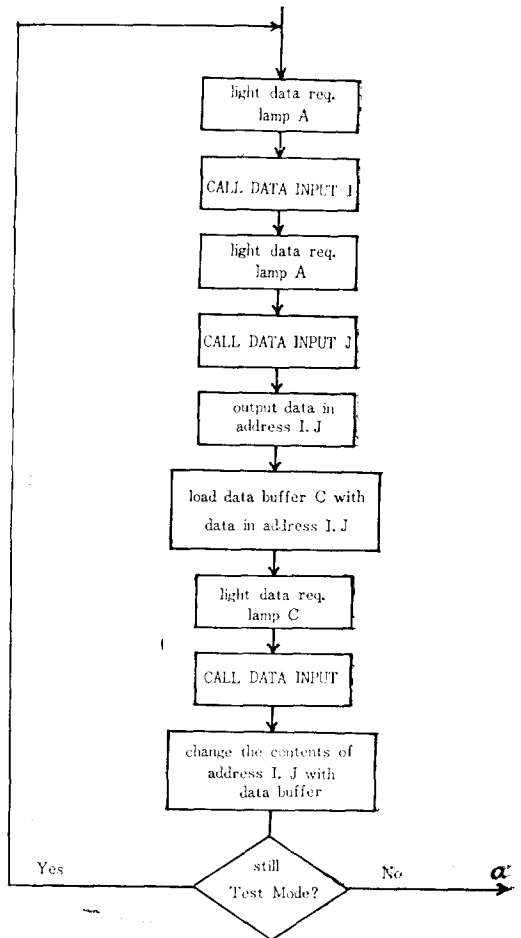 light data req.
lamp A
CALL DATA INPUT I
light data req.
lamp A
CALL DATA INPUT J
output data in
address I. J
load data buffer C with
data in address I. J
light data req.
lamp C
CALL DATA INPUT
change the contents of
address I. J with
data buffer
still
Test Mode?
Yes
No
α